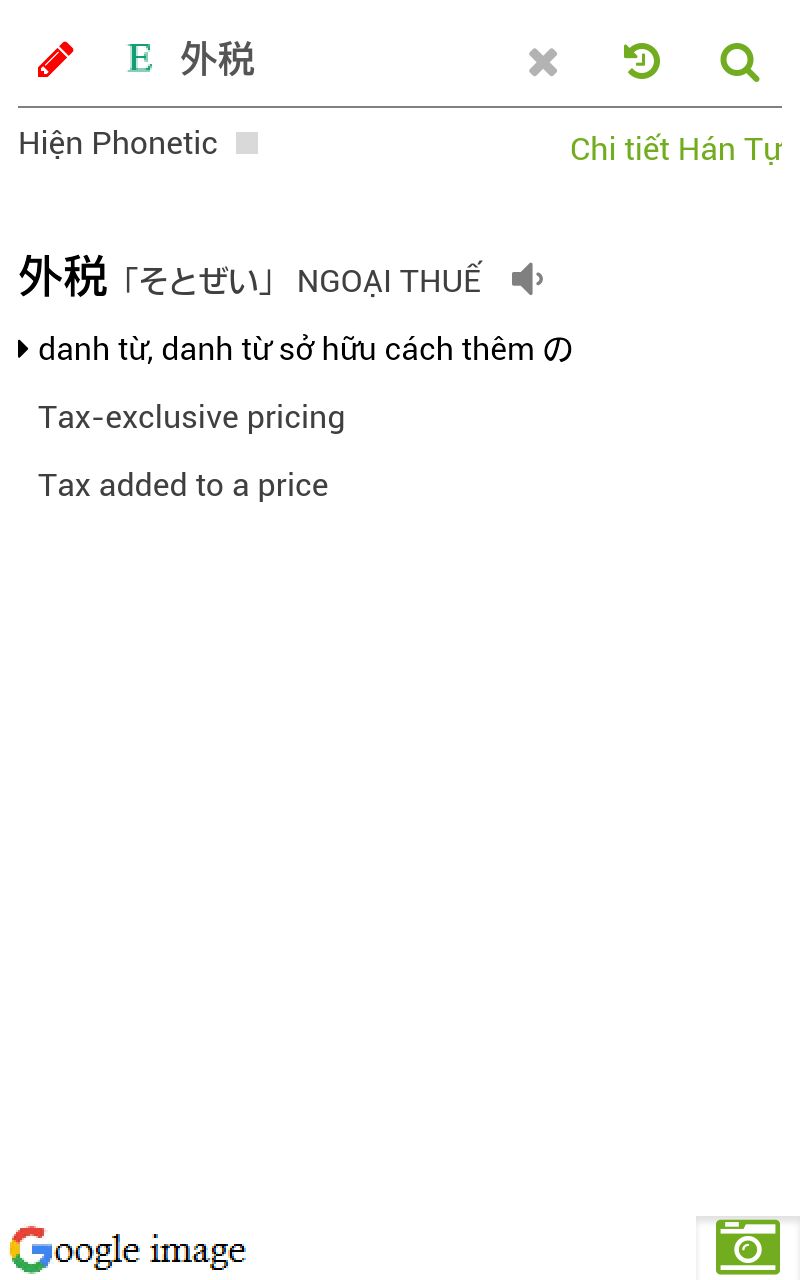 E 外税
Hiện Phonetic
Chi tiết Hán Tự
外税「そとぜい」 NGOẠI THUẾ
danh từ, danh từ sở hữu cách thêm の
Tax-exclusive pricing
Tax added to a price
Google image